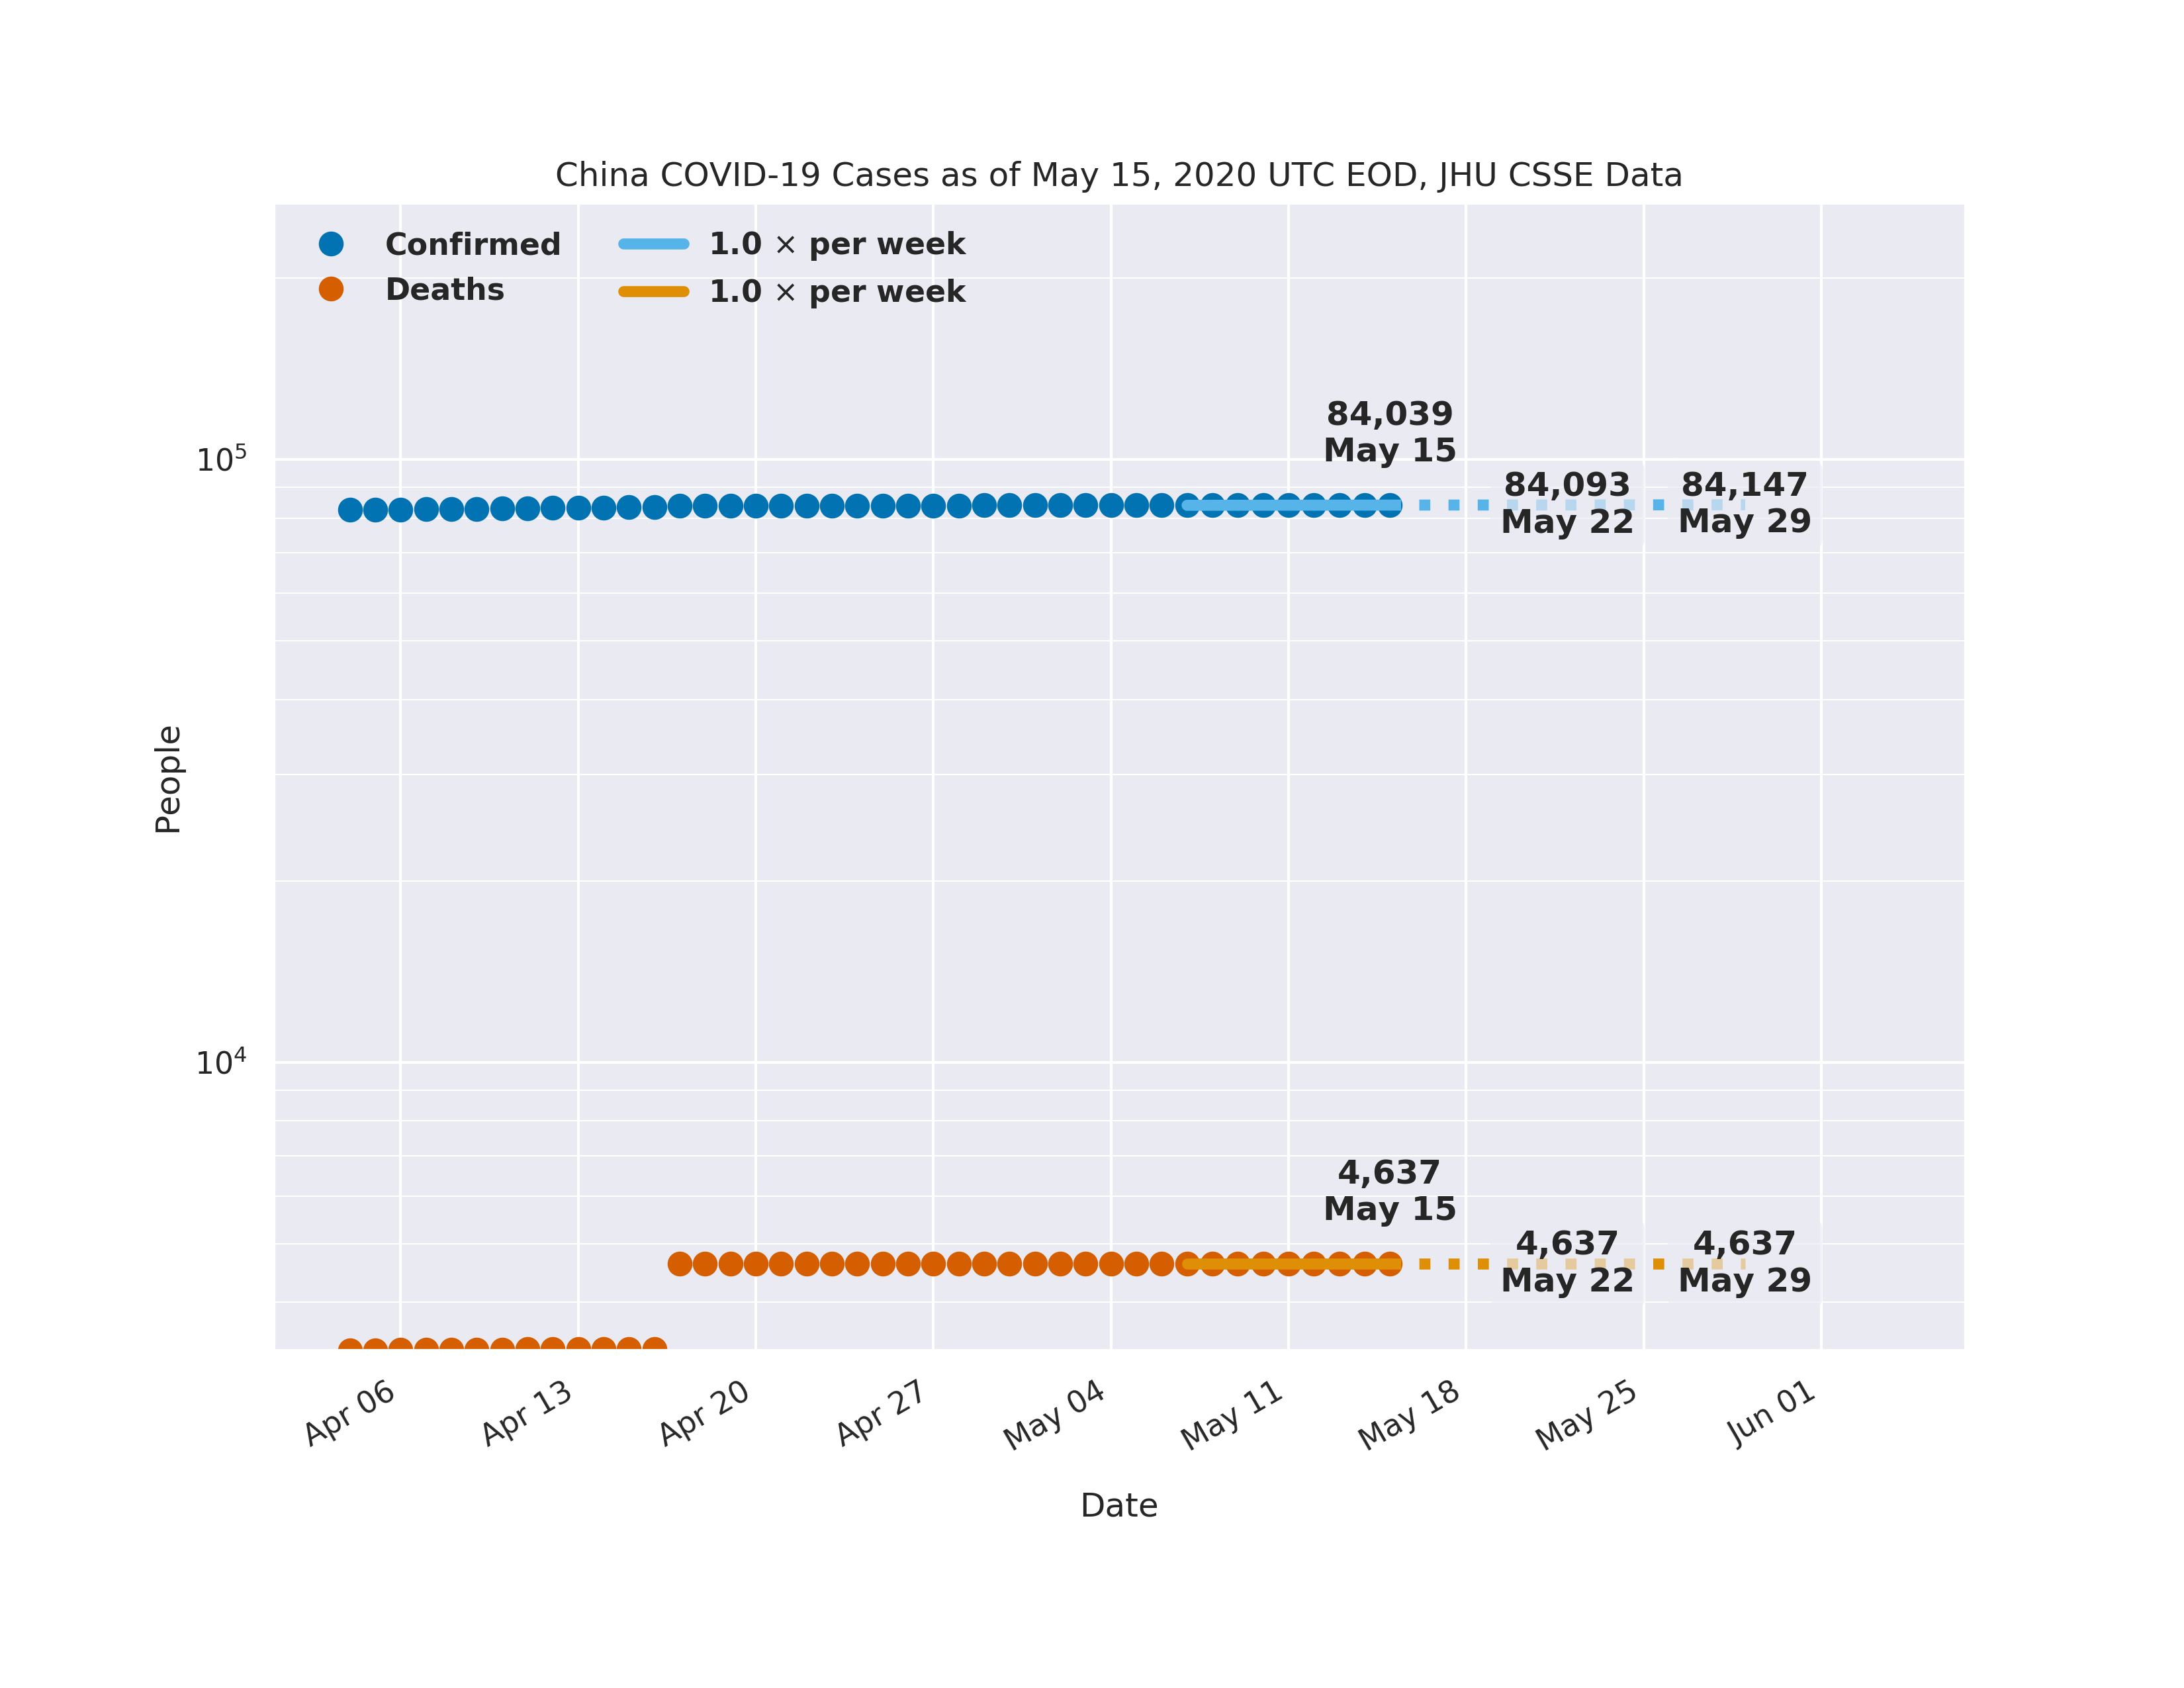 China COVID-19 Cases as of May 15, 2020 UTC EOD, JHU CSSE Data
Confirmed
Deaths
1.0 × per week
1.0 × per week
84,039
May 15
84,093
May 22
84,147
May 29
4,637
May 15
4,637
May 22
4,637
May 29
10⁵
10⁴
People
Apr 06
Apr 13
Apr 20
Apr 27
May 04
May 11
May 18
May 25
Jun 01
Date